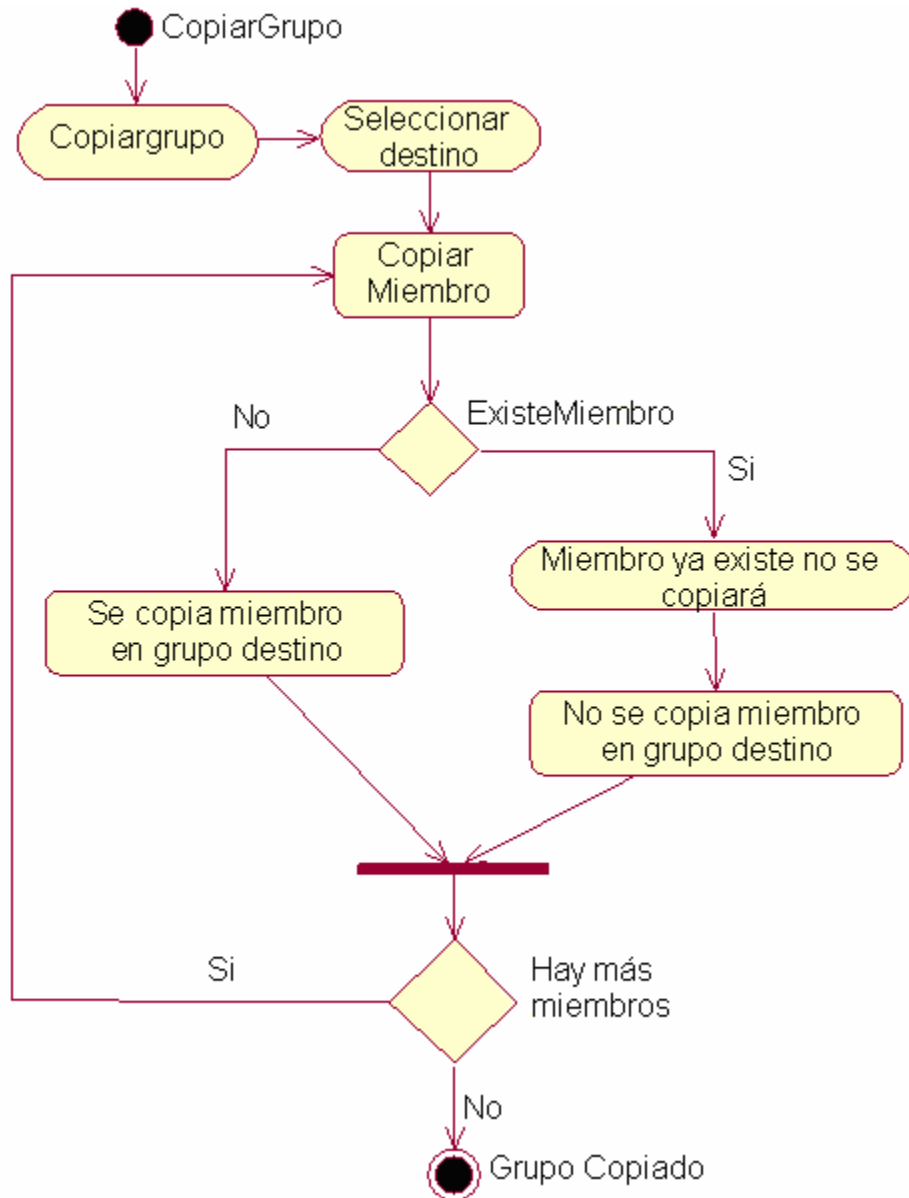 CopiarGrupo
Copiargrupo
Seleccionar
destino
Copiar
Miembro
No
ExisteMiembro
Si
Miembro ya existe no se
copiará
Se copia miembro
en grupo destino
No se copia miembro
en grupo destino
Si
Hay más
miembros
No
Grupo Copiado